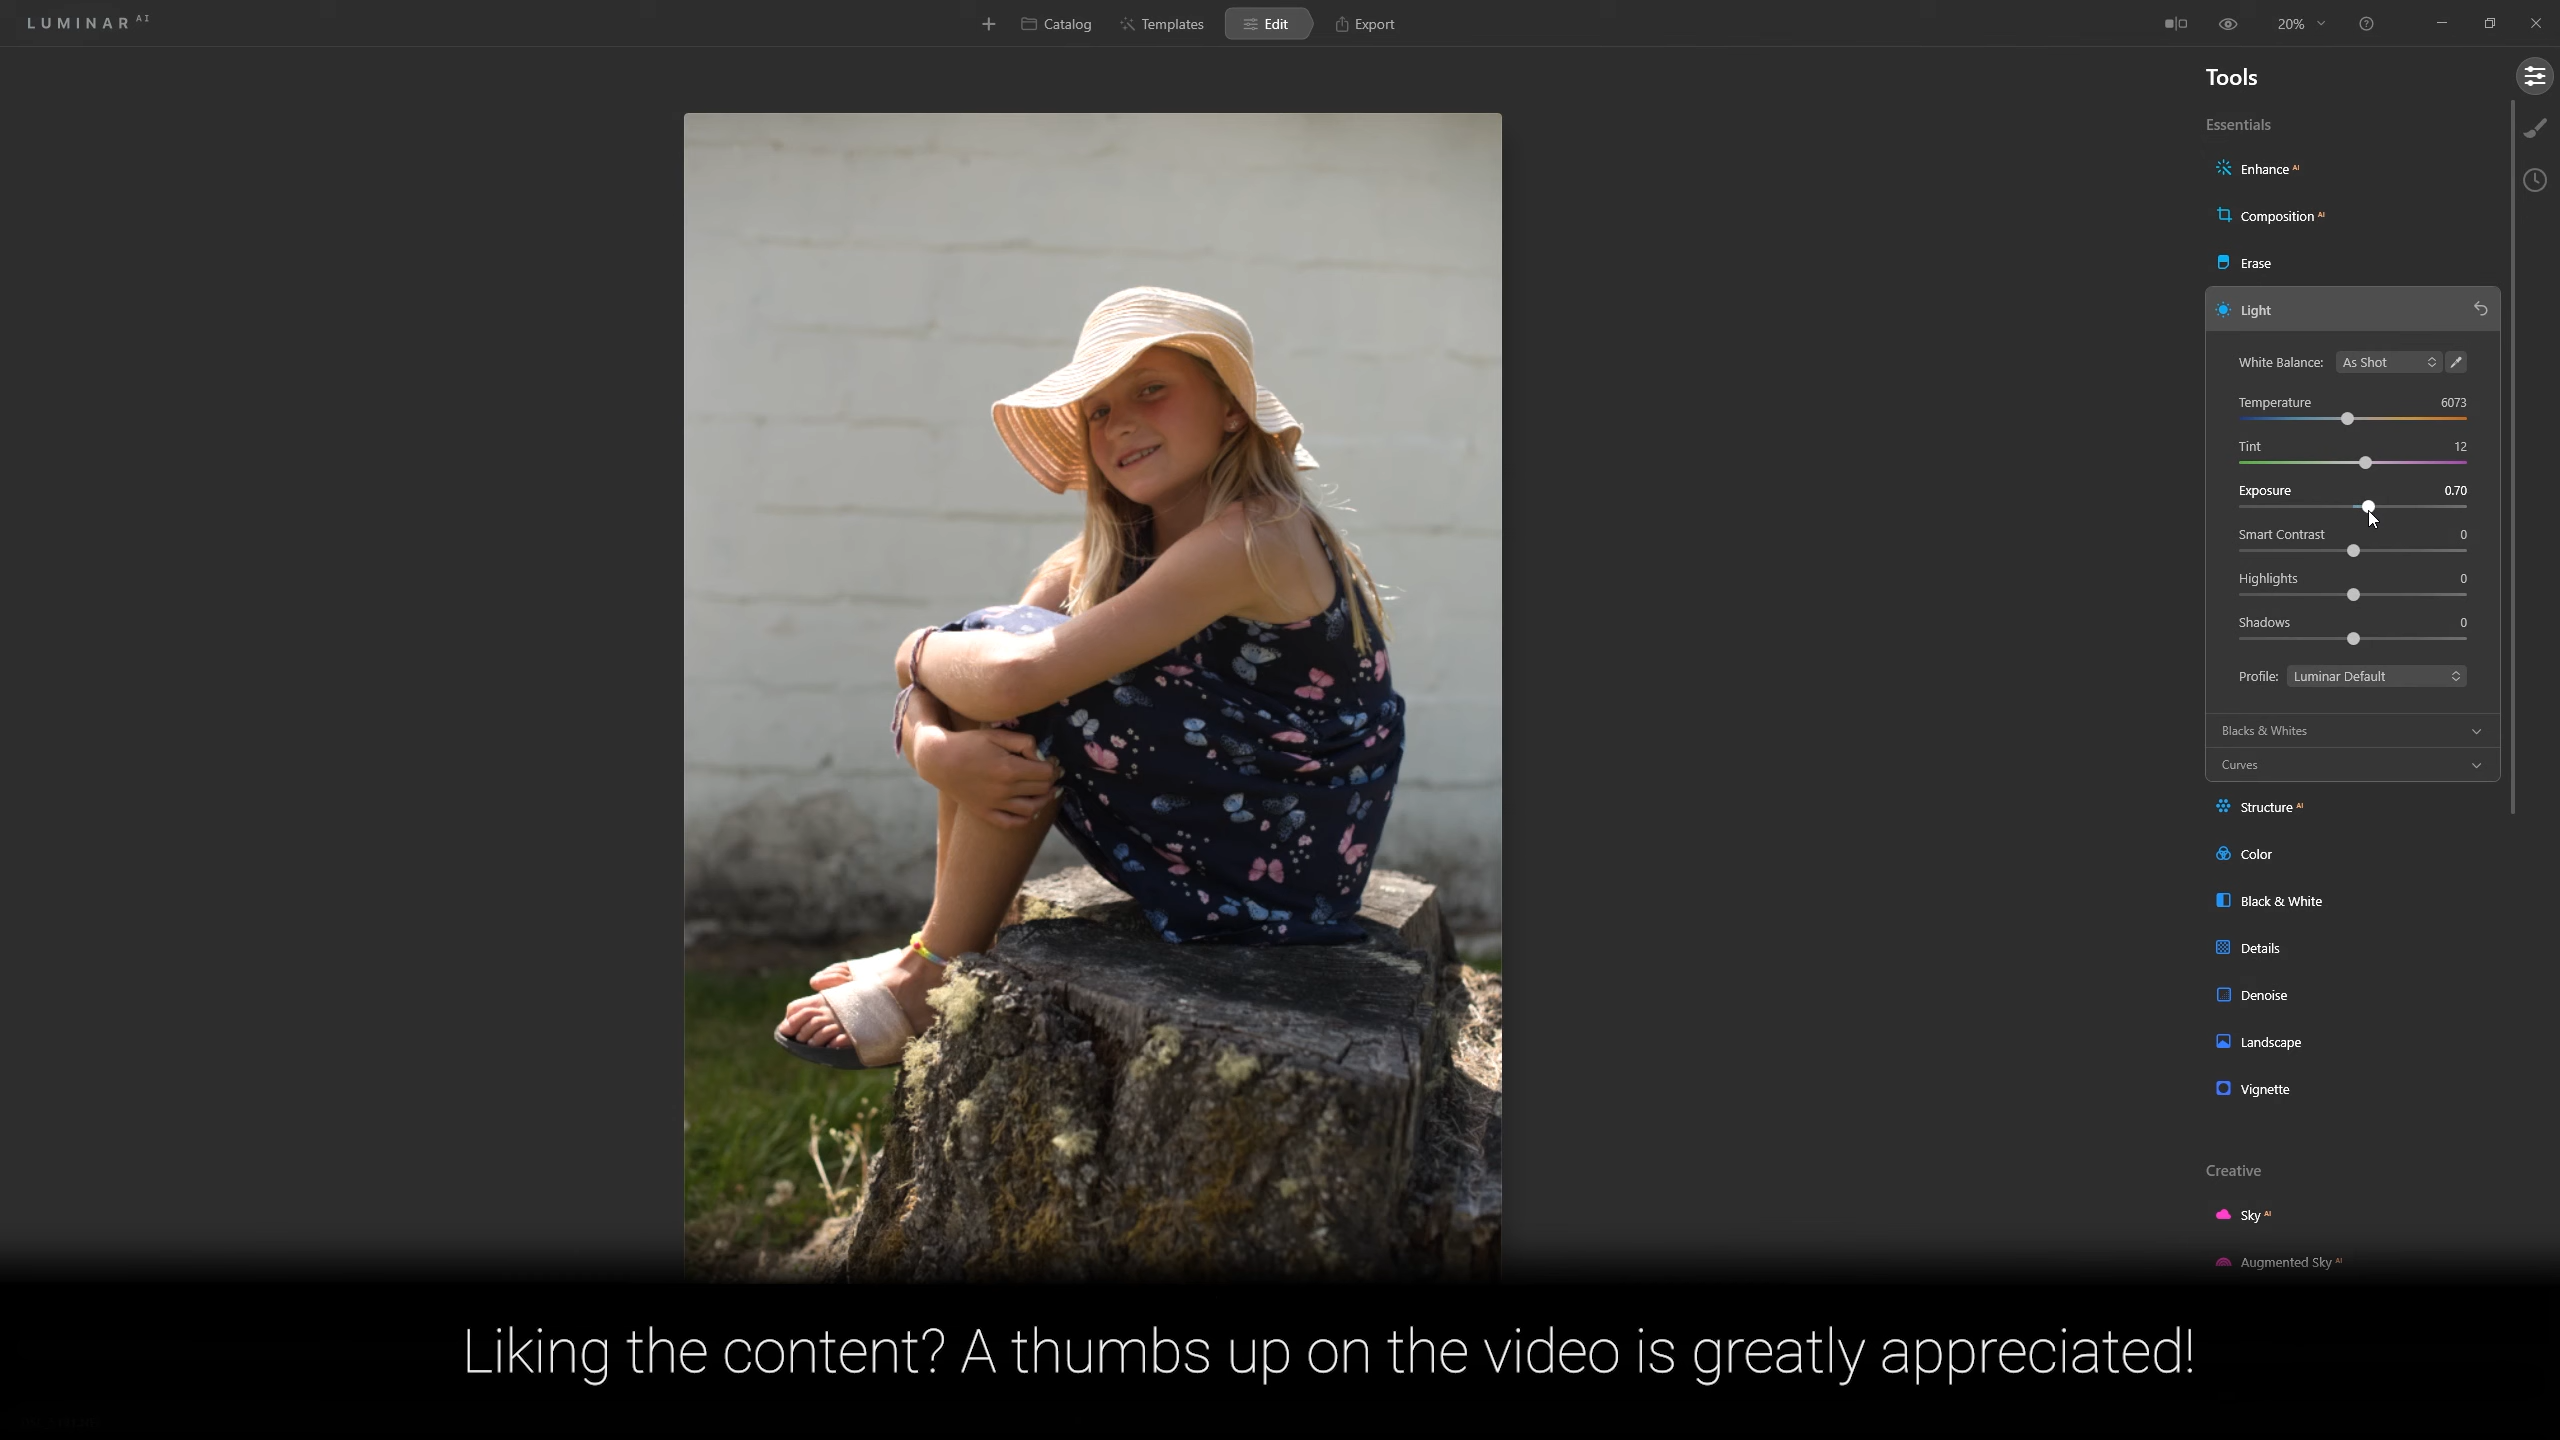 LUMINAR AI
Catalog
Templates
Edit
Export
20%
Tools
Essentials
Enhance AI
Composition AI
Erase
Light
White Balance: As Shot
Temperature 6073
Tint 12
Exposure 0.70
Smart Contrast 0
Highlights 0
Shadows 0
Profile: Luminar Default
Blacks & Whites
Curves
Structure AI
Color
Black & White
Details
Denoise
Landscape
Vignette
Creative
Sky AI
Augmented Sky AI
Liking the content? A thumbs up on the video is greatly appreciated!